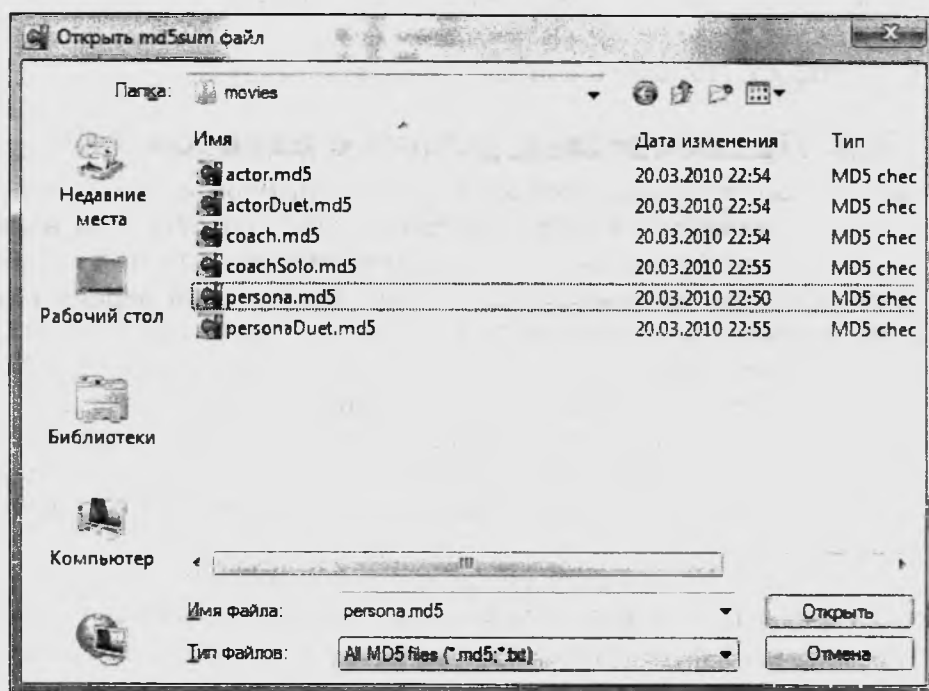 Открыть md5sum файл
Папка: movies
Имя Дата изменения Тип
actor.md5 20.03.2010 22:54 MD5 chec
actorDuet.md5 20.03.2010 22:54 MD5 chec
coach.md5 20.03.2010 22:54 MD5 chec
coachSolo.md5 20.03.2010 22:55 MD5 chec
persona.md5 20.03.2010 22:50 MD5 chec
personaDuet.md5 20.03.2010 22:55 MD5 chec
Недавние
места
Рабочий стол
Библиотеки
Компьютер
Имя файла: persona.md5 Открыть
Тип файлов: All MD5 files (*.md5;*.txt) Отмена